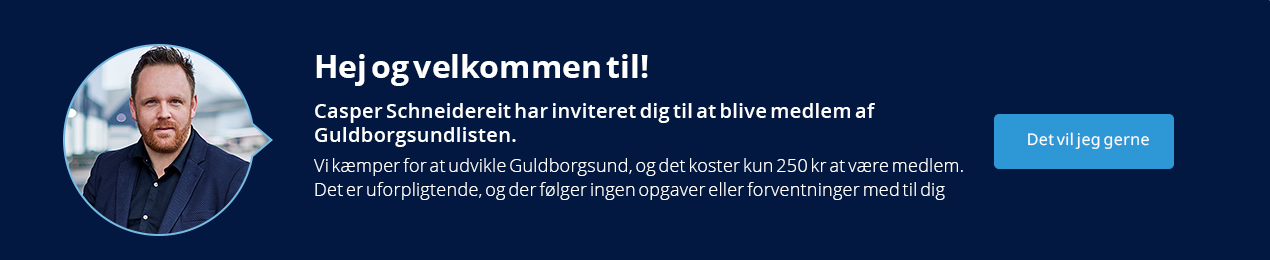 Hej og velkommen til!
Casper Schneidereit har inviteret dig til at blive medlem af
Guldborgsundlisten.
Vi kæmper for at udvikle Guldborgsund, og det koster kun 250 kr at være medlem.
Det er uforpligtende, og der følger ingen opgaver eller forventninger med til dig
Det vil jeg gerne